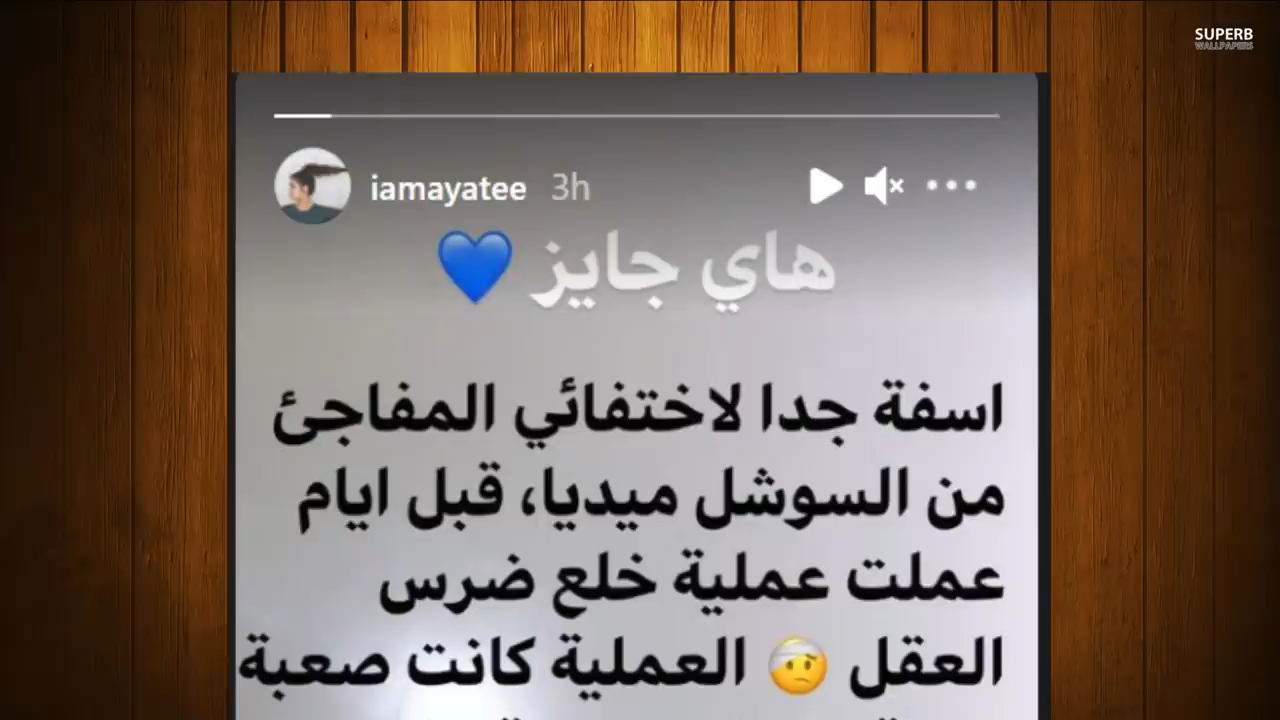 SUPERB
WALLPAPERS
iamayatee 3h
هاي جايز 💙
اسفة جدا لاختفائي المفاجئ
من السوشل ميديا، قبل ايام
عملت عملية خلع ضرس
العقل 🤕 العملية كانت صعبة